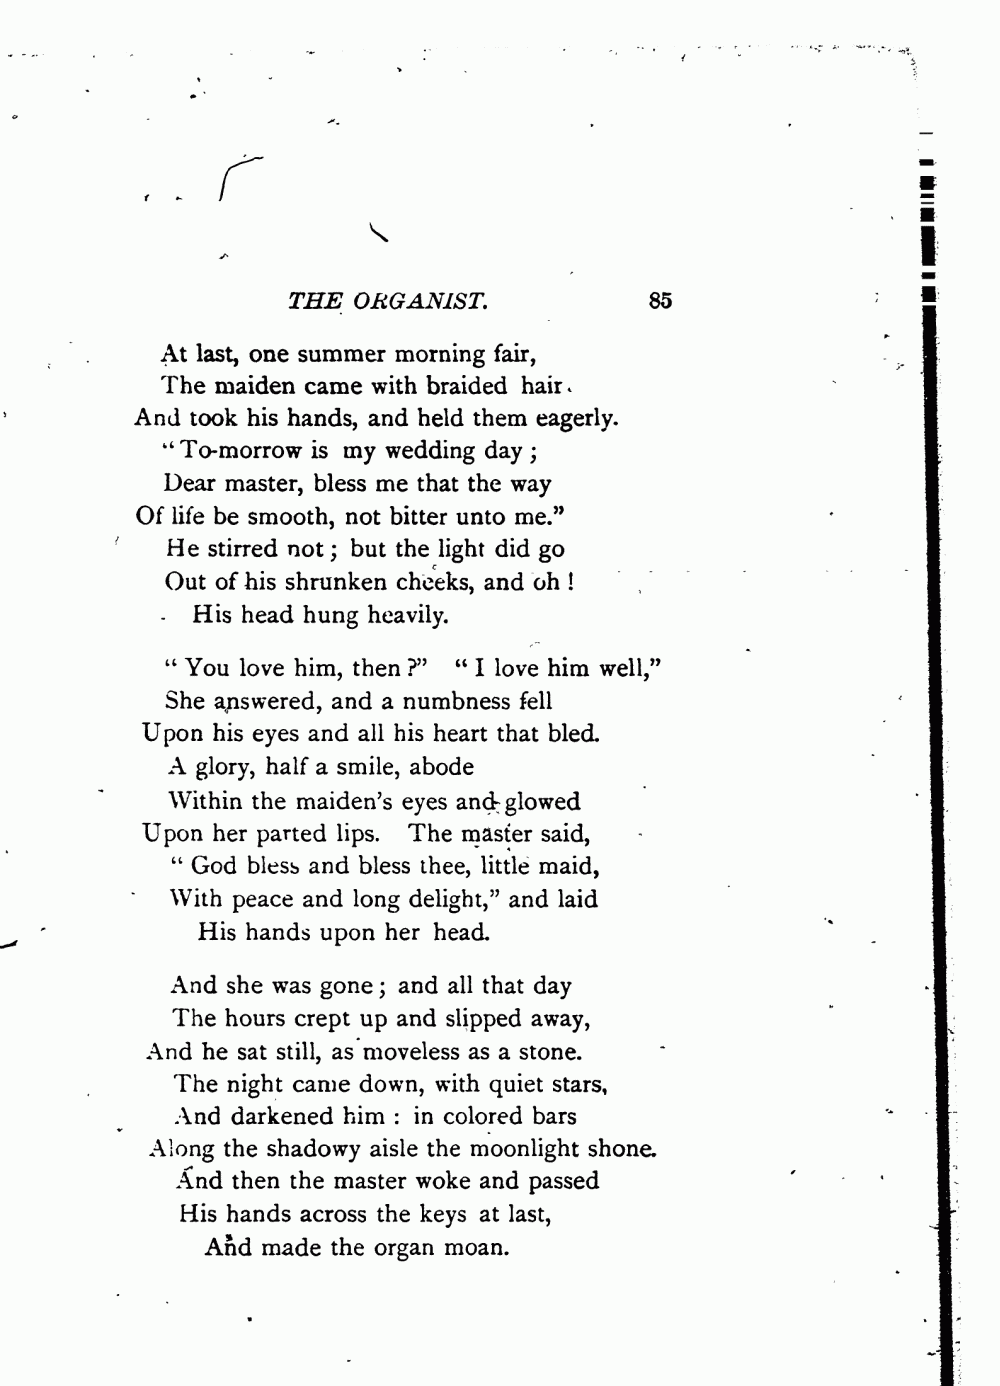 THE ORGANIST. 85
At last, one summer morning fair,
The maiden came with braided hair
And took his hands, and held them eagerly.
“To-morrow is my wedding day ;
Dear master, bless me that the way
Of life be smooth, not bitter unto me.”
He stirred not ; but the light did go
Out of his shrunken cheeks, and oh !
His head hung heavily.
“ You love him, then ?” “ I love him well,”
She answered, and a numbness fell
Upon his eyes and all his heart that bled.
A glory, half a smile, abode
Within the maiden’s eyes and glowed
Upon her parted lips. The master said,
“ God bless and bless thee, little maid,
With peace and long delight,” and laid
His hands upon her head.
And she was gone ; and all that day
The hours crept up and slipped away,
And he sat still, as moveless as a stone.
The night came down, with quiet stars,
And darkened him : in colored bars
Along the shadowy aisle the moonlight shone.
And then the master woke and passed
His hands across the keys at last,
And made the organ moan.